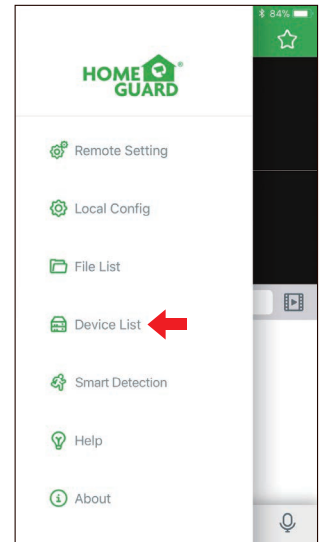 84%
HOME
GUARD
Remote Setting
Local Config
File List
Device List
Smart Detection
Help
About